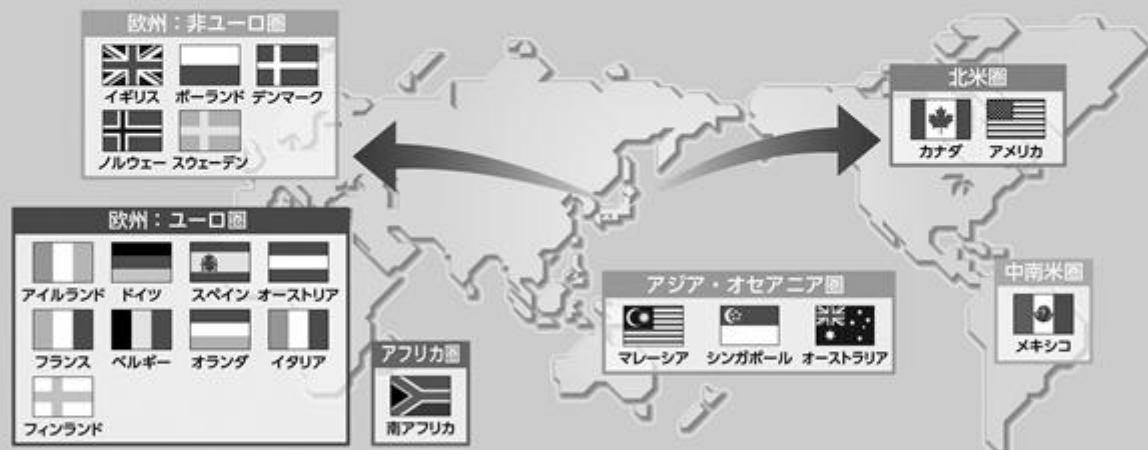 欧州：非ユーロ圏
イギリス ポーランド デンマーク
ノルウェー スウェーデン
欧州：ユーロ圏
アイルランド ドイツ スペイン オーストリア
フランス ベルギー オランダ イタリア
フィンランド
アフリカ圏
南アフリカ
アジア・オセアニア圏
マレーシア シンガポール オーストラリア
北米圏
カナダ アメリカ
中南米圏
メキシコ